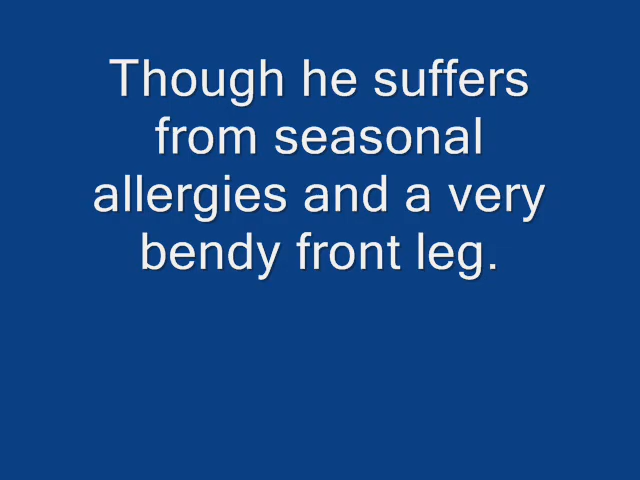 Though he suffers
from seasonal
allergies and a very
bendy front leg.